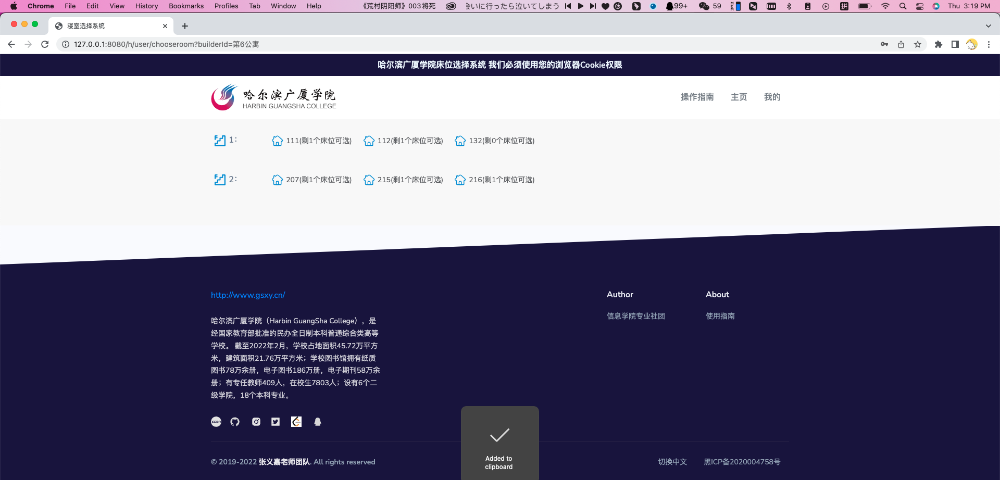 Chrome File Edit View History Bookmarks Profiles Tab Window Help 《荒村阴阳师》003将死 会いに行ったら泣いてしまう 99+ 59 MEM 拼 Thu 3:19 PM
寝室选择系统
127.0.0.1:8080/h/user/chooseroom?builderId=第6公寓
哈尔滨广厦学院床位选择系统 我们必须使用您的浏览器Cookie权限
哈尔滨广厦学院
HARBIN GUANGSHA COLLEGE
操作指南 主页 我的
1： 111(剩1个床位可选) 112(剩1个床位可选) 132(剩0个床位可选)
2： 207(剩1个床位可选) 215(剩1个床位可选) 216(剩1个床位可选)
http://www.gsxy.cn/
哈尔滨广厦学院（Harbin GuangSha College），是
经国家教育部批准的民办全日制本科普通综合类高等
学校。 截至2022年2月，学校占地面积45.72万平方
米，建筑面积21.76万平方米；学校图书馆拥有纸质
图书78万余册，电子图书186万册，电子期刊58万余
册；有专任教师409人，在校生7803人；设有6个二
级学院，18个本科专业。
Author
信息学院专业社团
About
使用指南
CSDN
Added to
clipboard
© 2019-2022 张义嘉老师团队. All rights reserved
切换中文 黑ICP备2020004758号